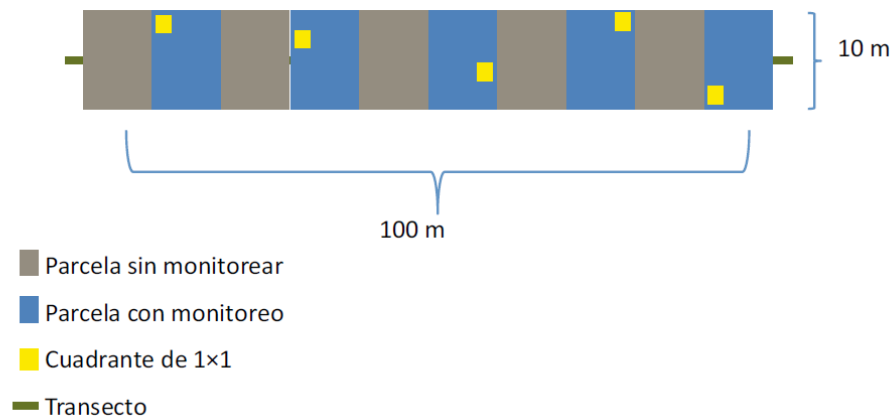 10 m
100 m
Parcela sin monitorear
Parcela con monitoreo
Cuadrante de 1×1
Transecto